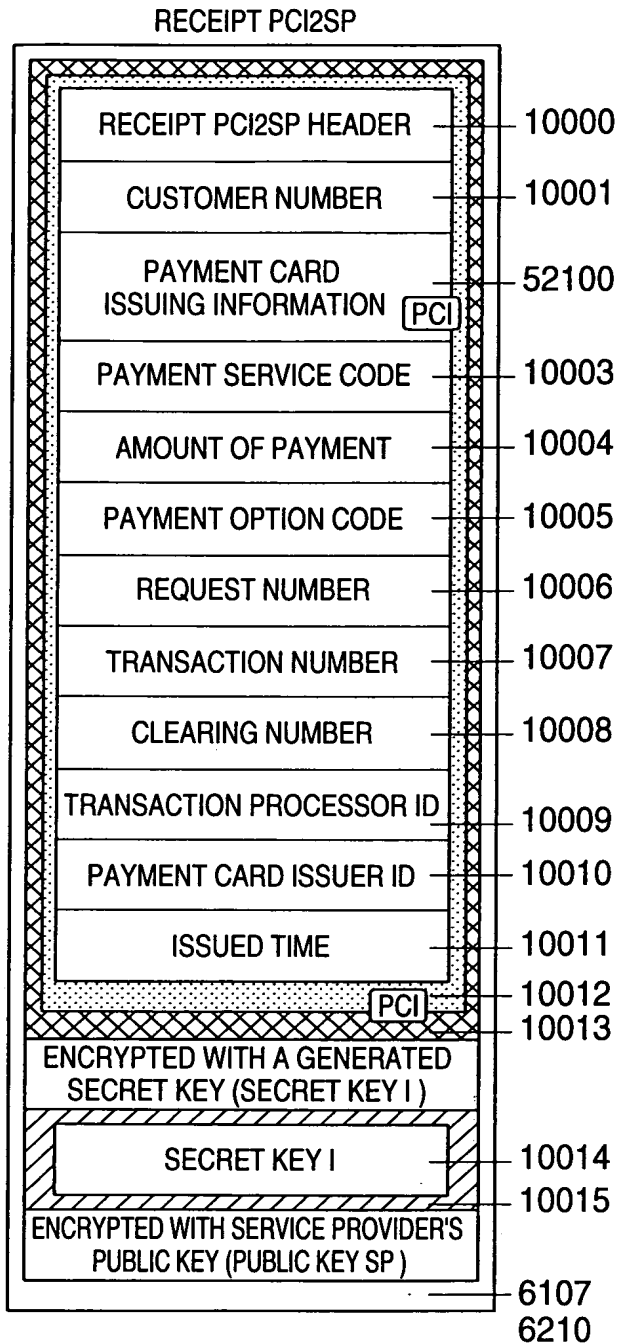 RECEIPT PCI2SP
RECEIPT PCI2SP HEADER 10000
CUSTOMER NUMBER 10001
PAYMENT CARD
ISSUING INFORMATION 52100
PCI
PAYMENT SERVICE CODE 10003
AMOUNT OF PAYMENT 10004
PAYMENT OPTION CODE 10005
REQUEST NUMBER 10006
TRANSACTION NUMBER 10007
CLEARING NUMBER 10008
TRANSACTION PROCESSOR ID 10009
PAYMENT CARD ISSUER ID 10010
ISSUED TIME 10011
10012
PCI
10013
ENCRYPTED WITH A GENERATED
SECRET KEY (SECRET KEY I )
SECRET KEY I 10014
10015
ENCRYPTED WITH SERVICE PROVIDER'S
PUBLIC KEY (PUBLIC KEY SP )
6107
6210